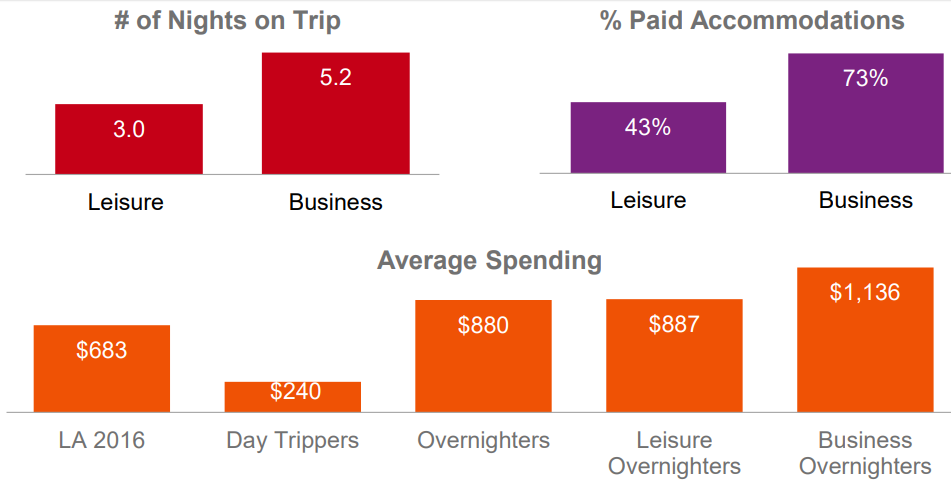 # of Nights on Trip
5.2
3.0
Leisure
Business
% Paid Accommodations
73%
43%
Leisure
Business
Average Spending
$683
$240
$880
$887
$1,136
LA 2016
Day Trippers
Overnighters
Leisure
Overnighters
Business
Overnighters